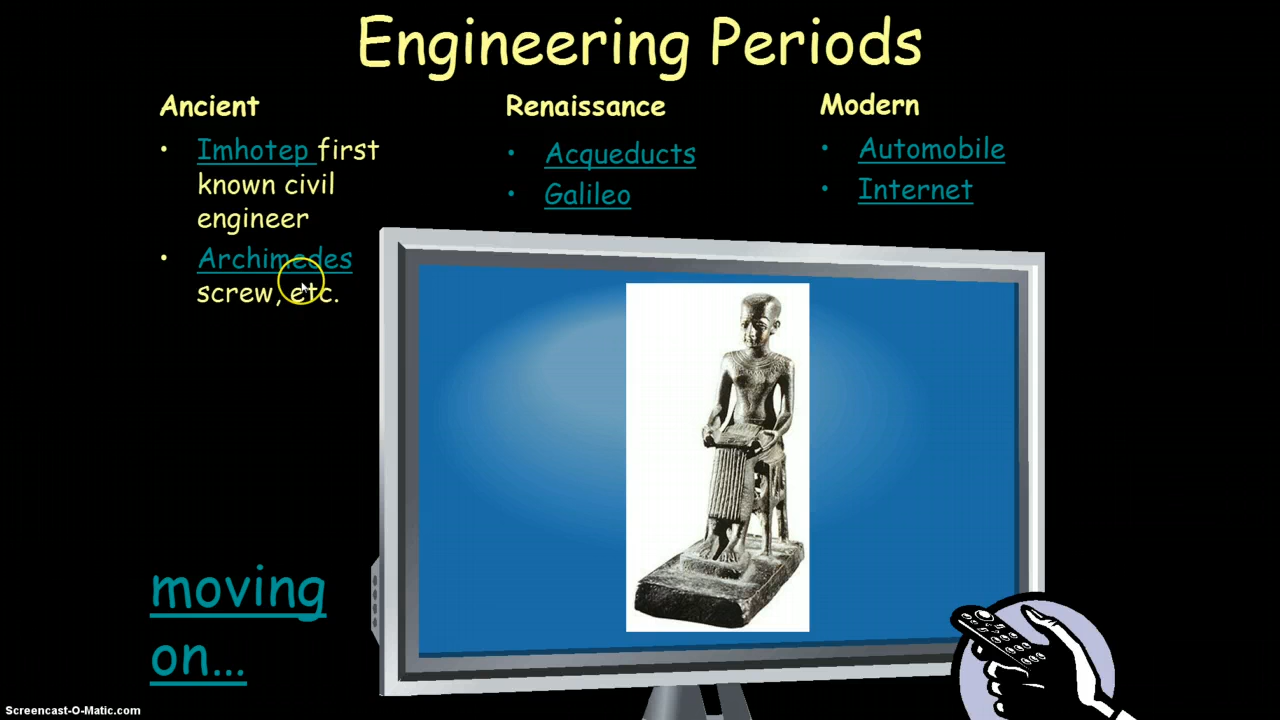 Engineering Periods
Ancient
• Imhotep first
known civil
engineer
• Archimedes
screw, etc.
Renaissance
• Acqueducts
• Galileo
Modern
• Automobile
• Internet
moving
on...
Screencast-O-Matic.com